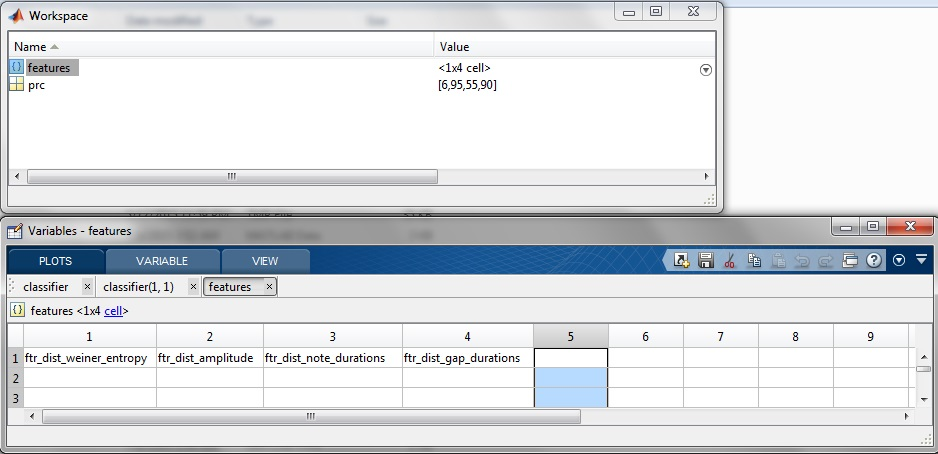 Workspace
Name Value
features <1x4 cell>
prc [6,95,55,90]
Variables - features
PLOTS VARIABLE VIEW
classifier classifier(1, 1) features
features <1x4 cell>
1 2 3 4 5 6 7 8 9
1 ftr_dist_weiner_entropy ftr_dist_amplitude ftr_dist_note_durations ftr_dist_gap_durations
2
3